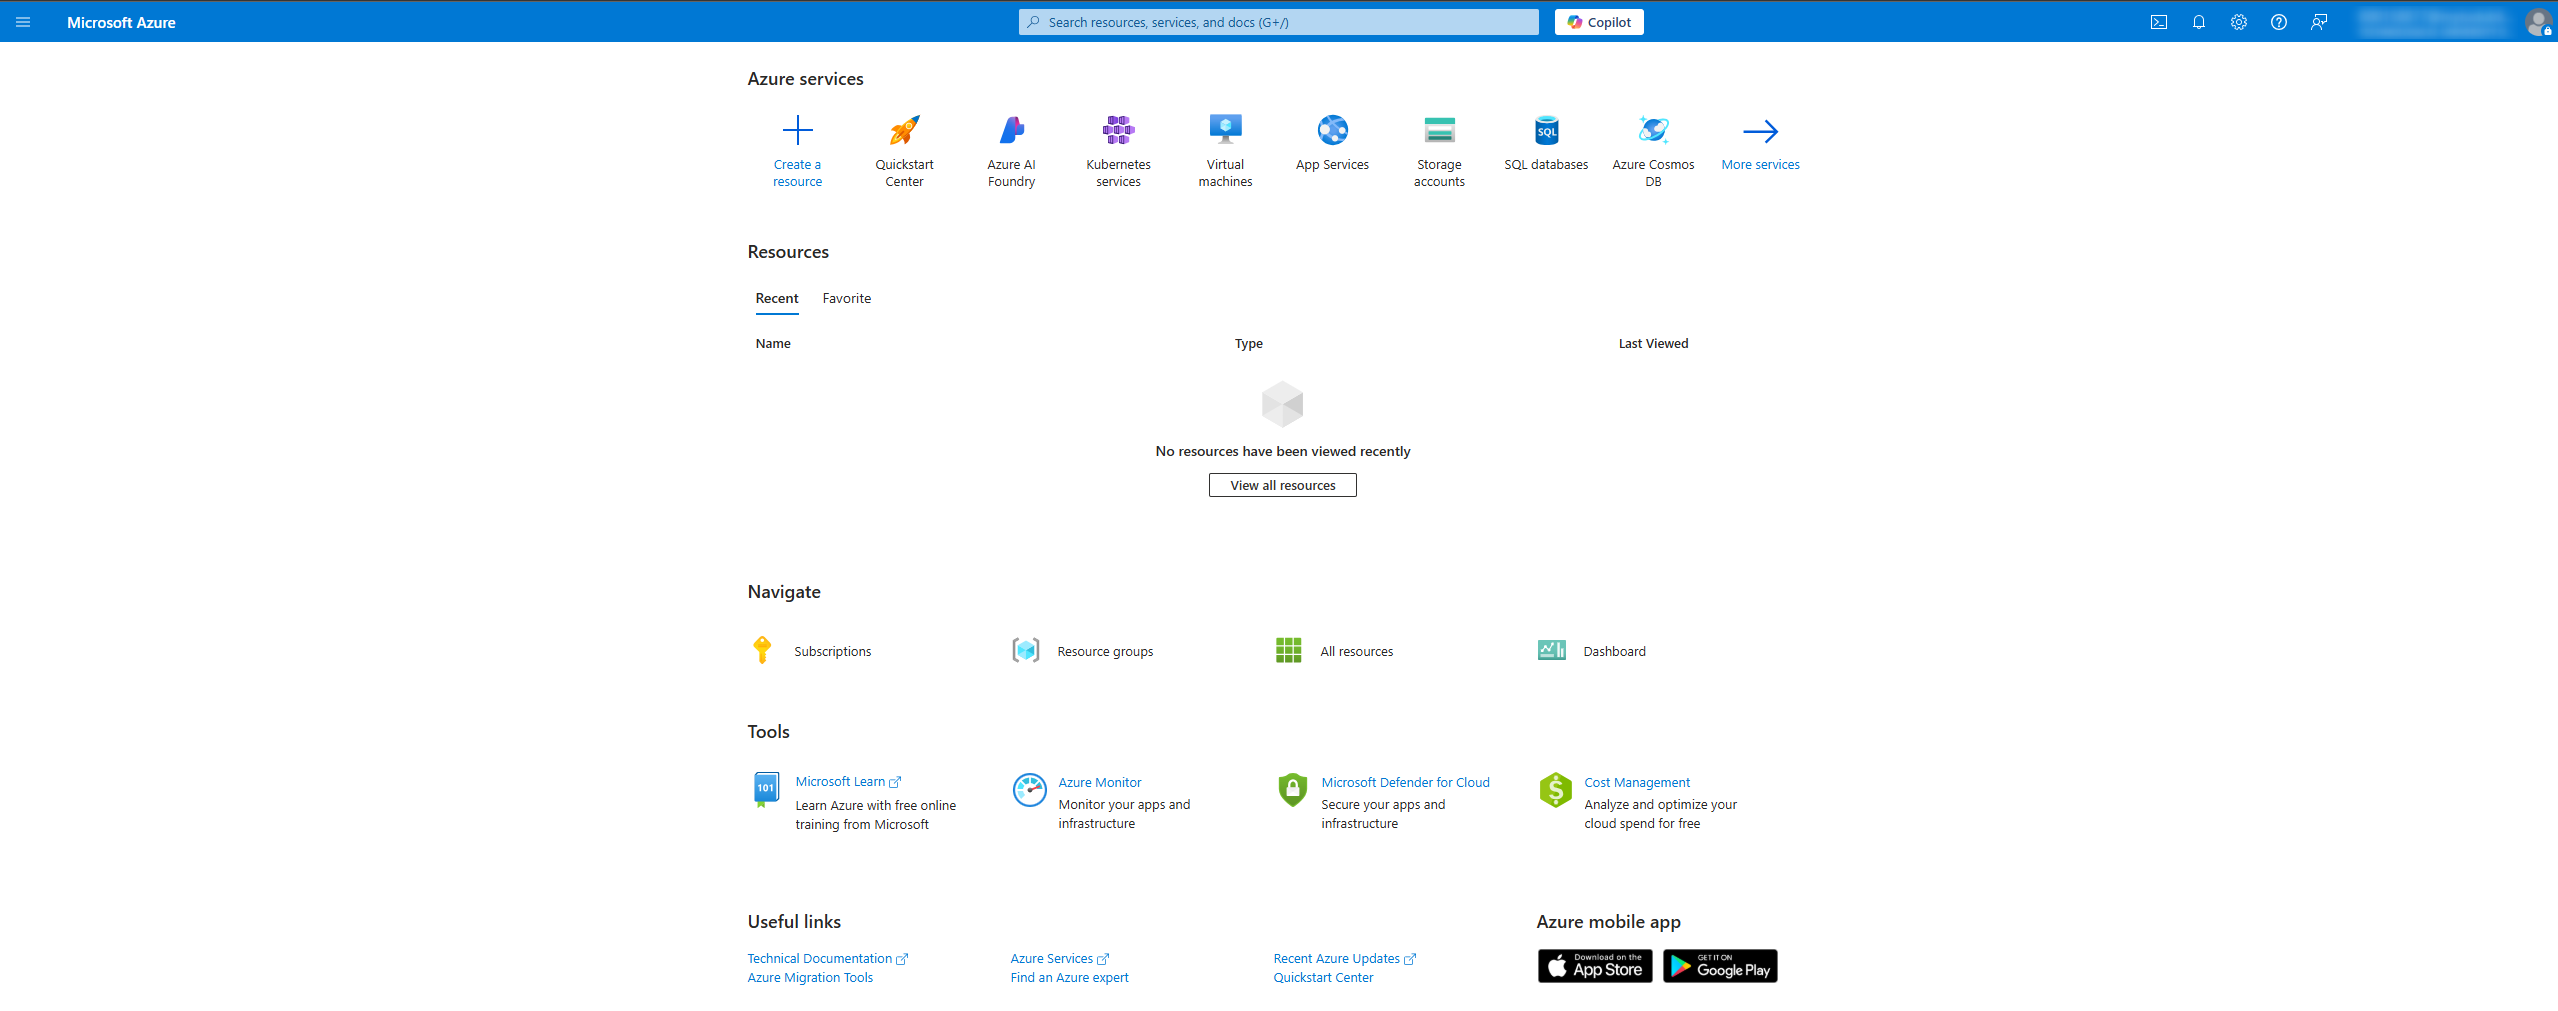 Microsoft Azure
Search resources, services, and docs (G+/)
Copilot
Azure services
Create a
resource
Quickstart
Center
Azure AI
Foundry
Kubernetes
services
Virtual
machines
App Services
Storage
accounts
SQL
SQL databases
Azure Cosmos
DB
More services
Resources
Recent
Favorite
Name
Type
Last Viewed
No resources have been viewed recently
View all resources
Navigate
Subscriptions
Resource groups
All resources
Dashboard
Tools
101
Microsoft Learn
Learn Azure with free online
training from Microsoft
Azure Monitor
Monitor your apps and
infrastructure
Microsoft Defender for Cloud
Secure your apps and
infrastructure
$
Cost Management
Analyze and optimize your
cloud spend for free
Useful links
Technical Documentation
Azure Migration Tools
Azure Services
Find an Azure expert
Recent Azure Updates
Quickstart Center
Azure mobile app
Download on the
App Store
GET IT ON
Google Play